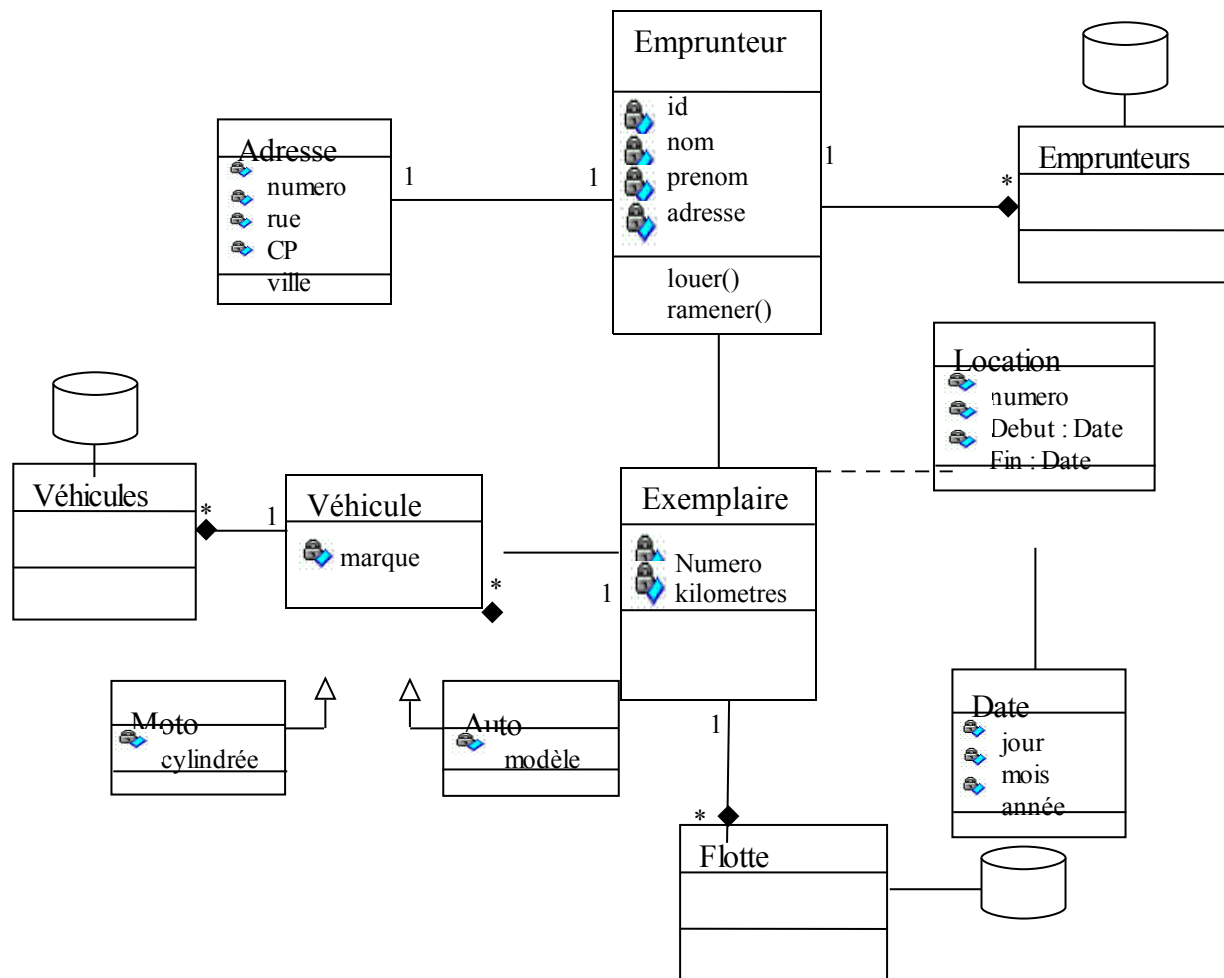 Emprunteur
id
nom
prenom
adresse
louer()
ramener()
Adresse
numero
rue
CP
ville
1
1
1
*
Emprunteurs
Location
numero
Debut : Date
Fin : Date
Véhicules
*
1
Véhicule
marque
*
1
Exemplaire
Numero
kilometres
Moto
cylindrée
Auto
modèle
1
*
Flotte
Date
jour
mois
année